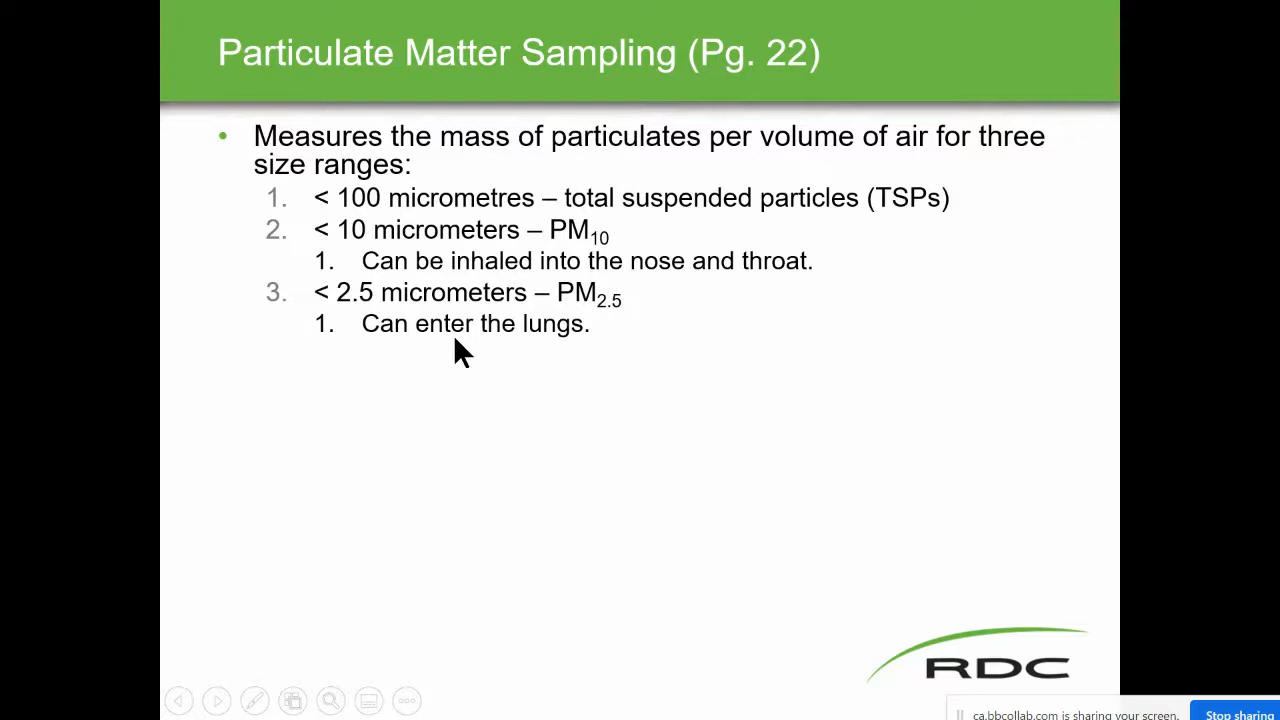 Particulate Matter Sampling (Pg. 22)
• Measures the mass of particulates per volume of air for three
size ranges:
1. < 100 micrometres – total suspended particles (TSPs)
2. < 10 micrometers – PM10
1. Can be inhaled into the nose and throat.
3. < 2.5 micrometers – PM2.5
1. Can enter the lungs.
RDC
ca.bbcollab.com is sharing your screen.
Stop sharing